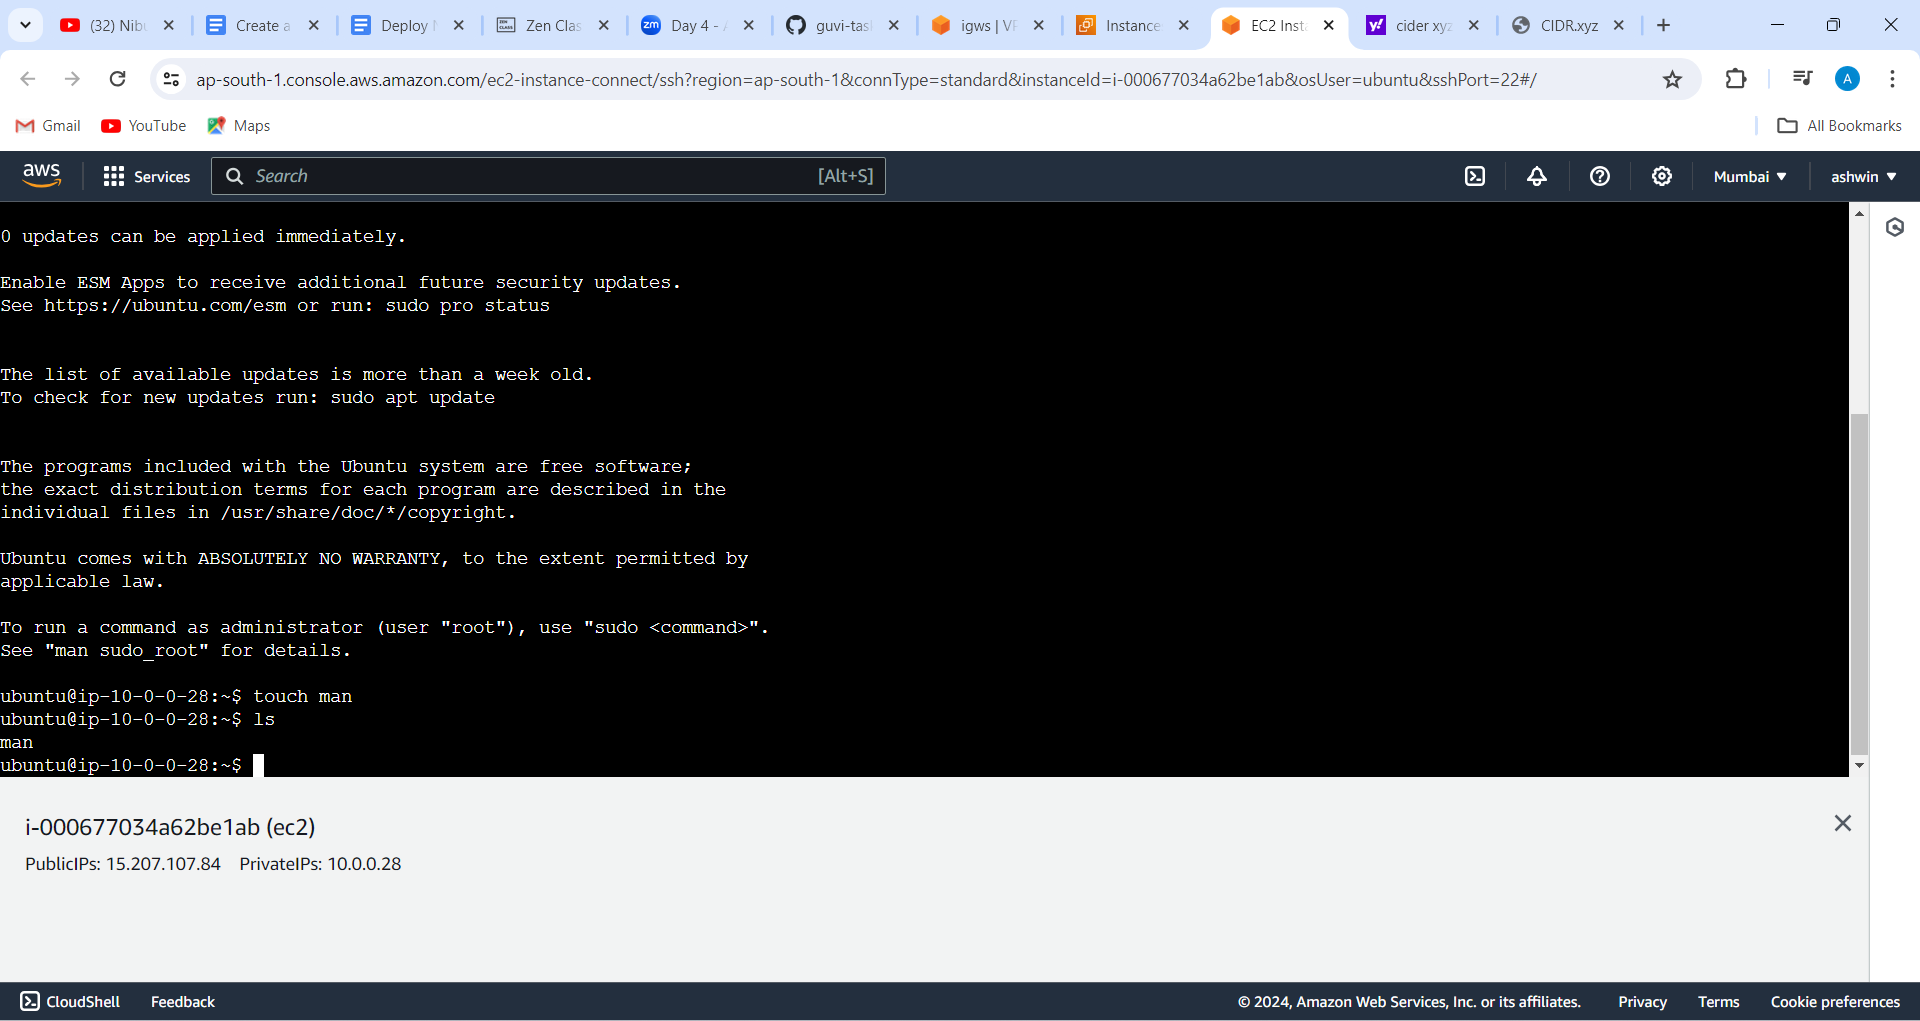 (32) Nibu
Create a
Deploy
Zen Clas
zm Day 4 -
guvi-tas
igws | VP
Instance
EC2 Inst
y! cider xyz
CIDR.xyz
ap-south-1.console.aws.amazon.com/ec2-instance-connect/ssh?region=ap-south-1&connType=standard&instanceId=i-000677034a62be1ab&osUser=ubuntu&sshPort=22#/
A
Gmail YouTube Maps
All Bookmarks
aws Services Search [Alt+S] Mumbai ashwin
0 updates can be applied immediately.
Enable ESM Apps to receive additional future security updates.
See https://ubuntu.com/esm or run: sudo pro status
The list of available updates is more than a week old.
To check for new updates run: sudo apt update
The programs included with the Ubuntu system are free software;
the exact distribution terms for each program are described in the
individual files in /usr/share/doc/*/copyright.
Ubuntu comes with ABSOLUTELY NO WARRANTY, to the extent permitted by
applicable law.
To run a command as administrator (user "root"), use "sudo <command>".
See "man sudo_root" for details.
ubuntu@ip-10-0-0-28:~$ touch man
ubuntu@ip-10-0-0-28:~$ ls
man
ubuntu@ip-10-0-0-28:~$
i-000677034a62be1ab (ec2)
PublicIPs: 15.207.107.84 PrivateIPs: 10.0.0.28
CloudShell Feedback © 2024, Amazon Web Services, Inc. or its affiliates. Privacy Terms Cookie preferences